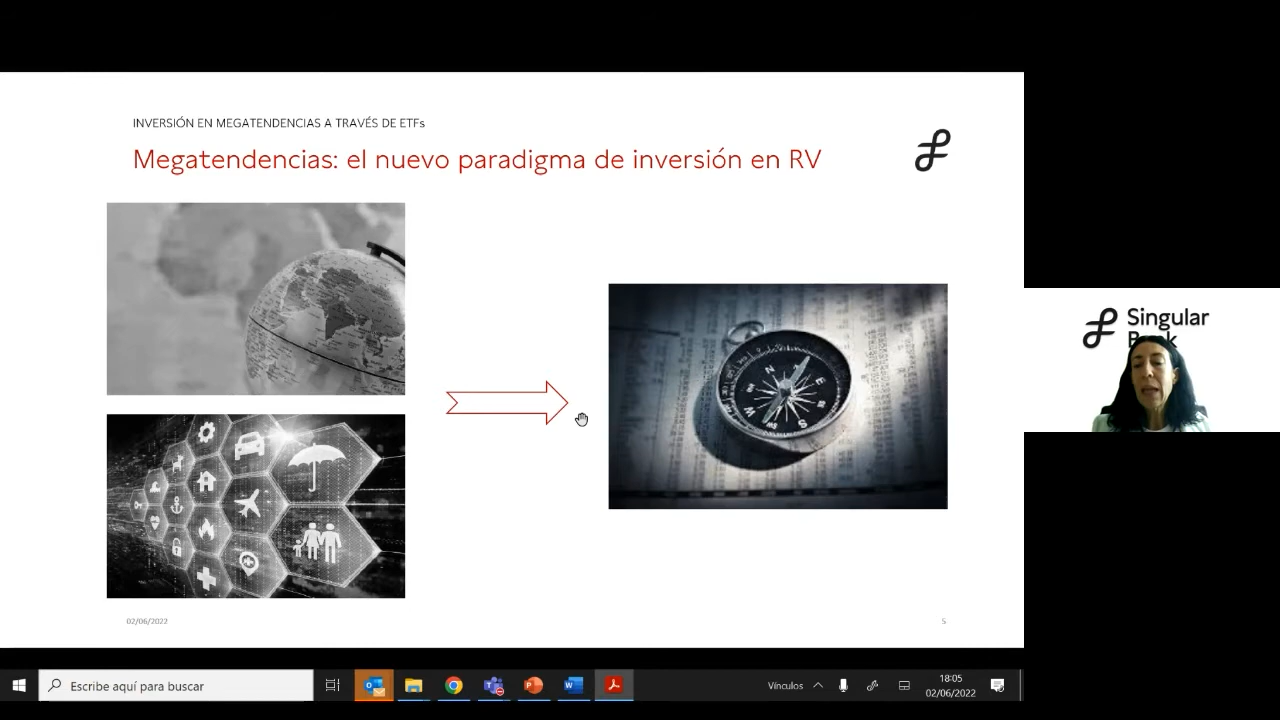 INVERSIÓN EN MEGATENDENCIAS A TRAVÉS DE ETFs
Megatendencias: el nuevo paradigma de inversión en RV
N
E
S
W
SW
Singular
02/06/2022
5
Escribe aquí para buscar
Vínculos
18:05
02/06/2022